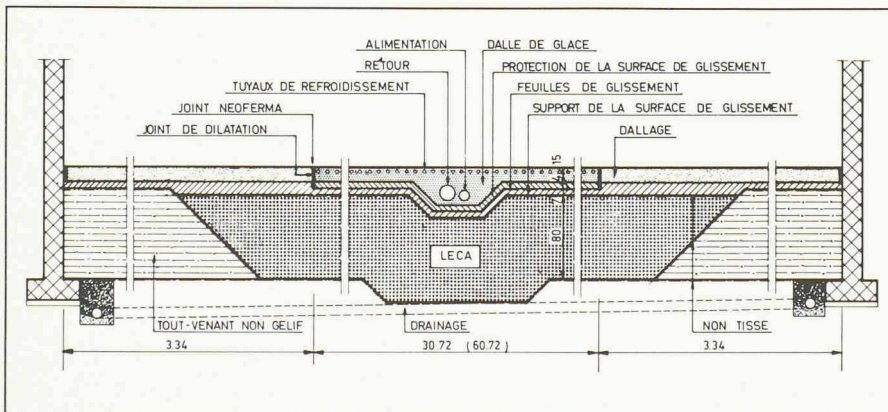 ALIMENTATION
DALLE DE GLACE
RETOUR
PROTECTION DE LA SURFACE DE GLISSEMENT
TUYAUX DE REFROIDISSEMENT
FEUILLES DE GLISSEMENT
JOINT NEOFERMA
SUPPORT DE LA SURFACE DE GLISSEMENT
JOINT DE DILATATION
DALLAGE
15
80
LECA
TOUT-VENANT NON GELIF
DRAINAGE
NON TISSE
3.34
30.72 (60.72)
3.34